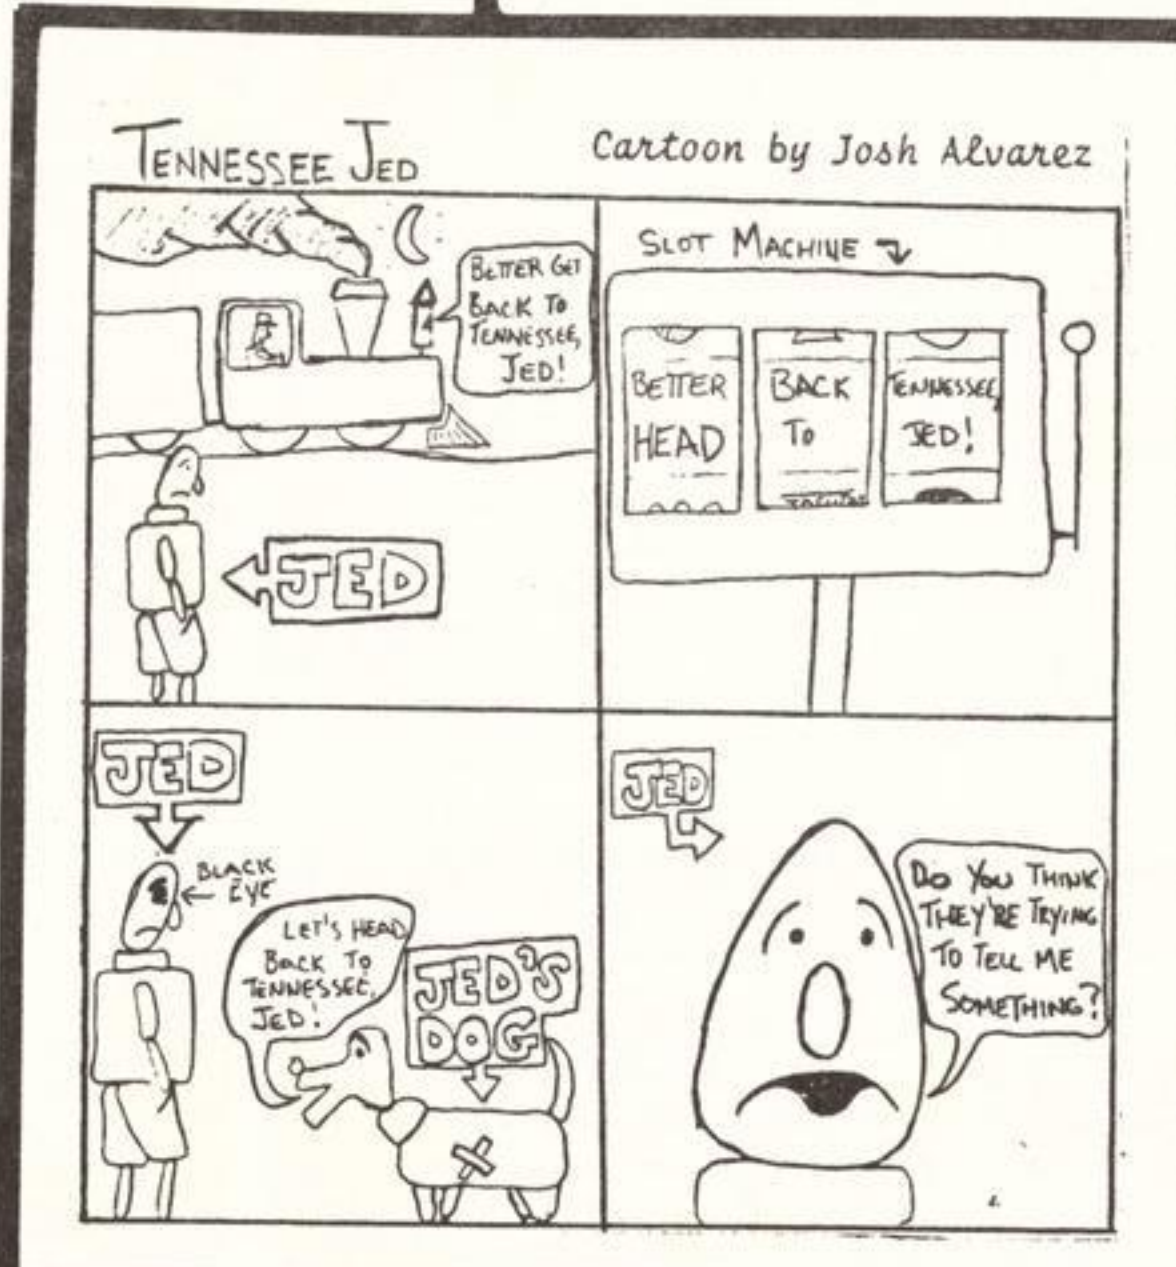 TENNESSEE JED
Cartoon by Josh Alvarez
BETTER GET
BACK TO
TENNESSEE,
JED!
JED
SLOT MACHINE
BETTER
HEAD
BACK
TO
TENNESSEE,
JED!
JED
BLACK
EYE
LET'S HEAD
BACK TO
TENNESSEE,
JED!
JED'S
DOG
JED
DO YOU THINK
THEY'RE TRYING
TO TELL ME
SOMETHING?